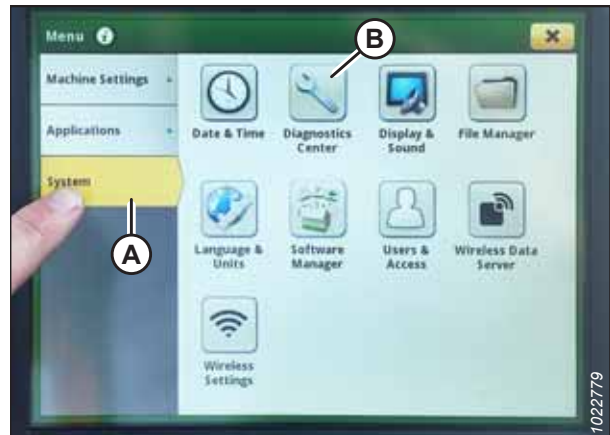 Menu i
B
Machine Settings
Applications
System
A
Date & Time
Diagnostics
Center
Display &
Sound
File Manager
Language &
Units
Software
Manager
Users &
Access
Wireless Data
Server
Wireless
Settings
1022779